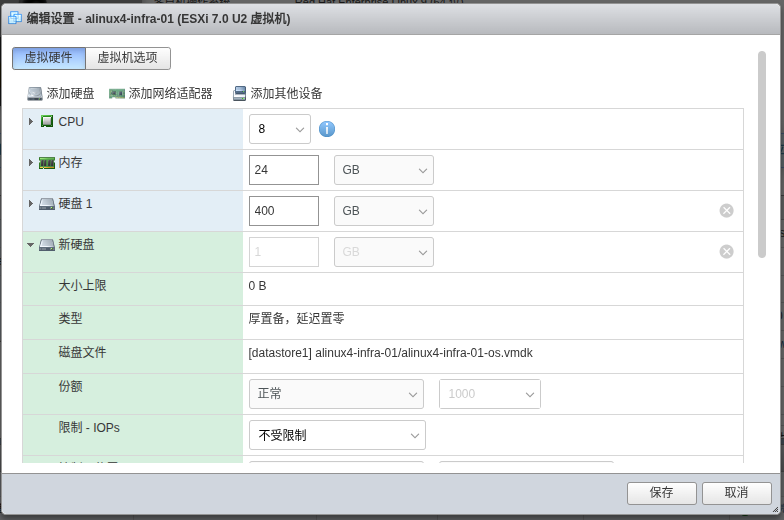 编辑设置 - alinux4-infra-01 (ESXi 7.0 U2 虚拟机)
虚拟硬件 虚拟机选项
添加硬盘 添加网络适配器 添加其他设备
CPU 8
内存 24 GB
硬盘 1 400 GB
新硬盘 1 GB
大小上限 0 B
类型 厚置备，延迟置零
磁盘文件 [datastore1] alinux4-infra-01/alinux4-infra-01-os.vmdk
份额 正常 1000
限制 - IOPs 不受限制
保存 取消